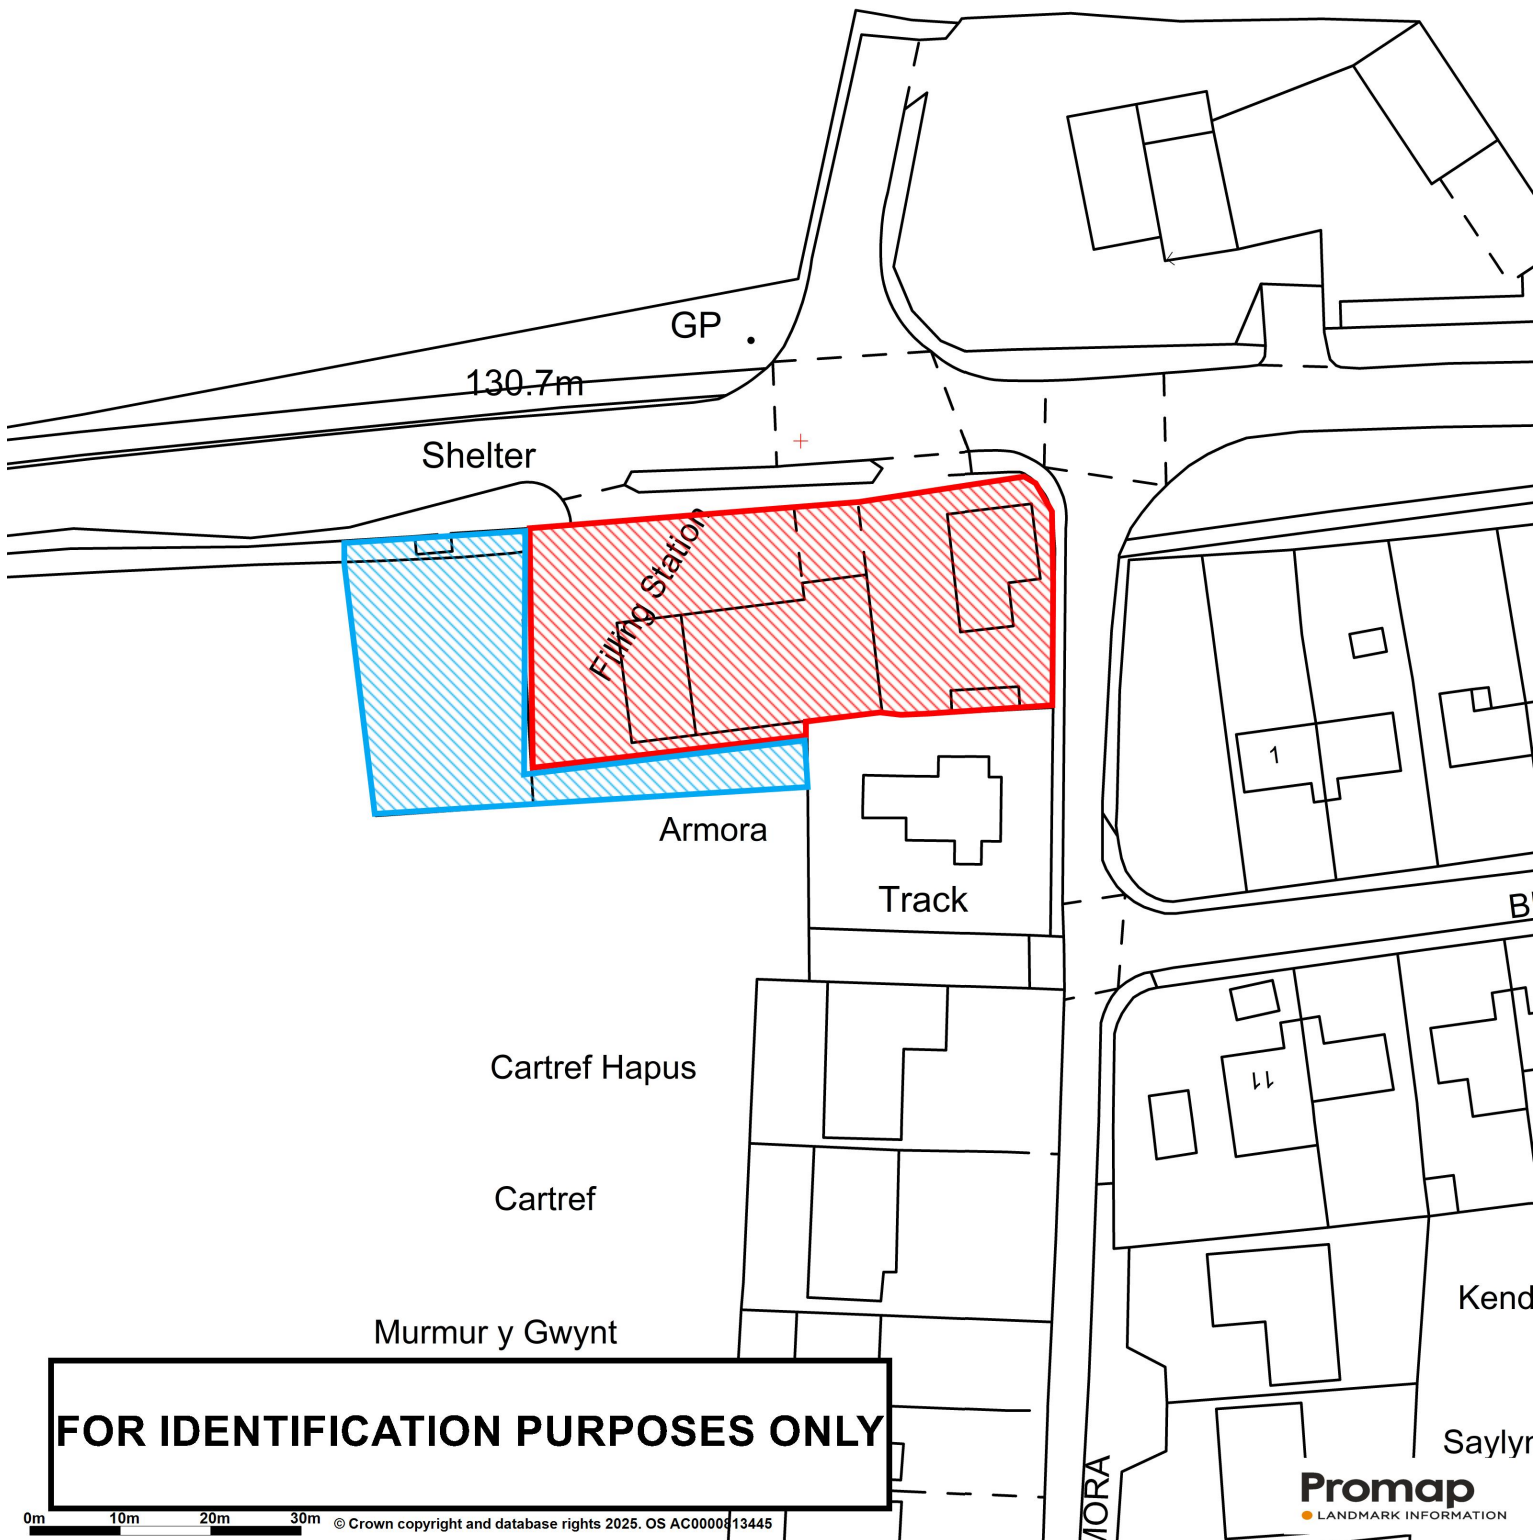 GP
130.7m
Shelter
Filling Station
1
Armora
Track
Cartref Hapus
11
Cartref
Kend
Murmur y Gwynt
FOR IDENTIFICATION PURPOSES ONLY
Saylyn
MORA
Promap
LANDMARK INFORMATION
0m 10m 20m 30m
© Crown copyright and database rights 2025. OS AC0000813445